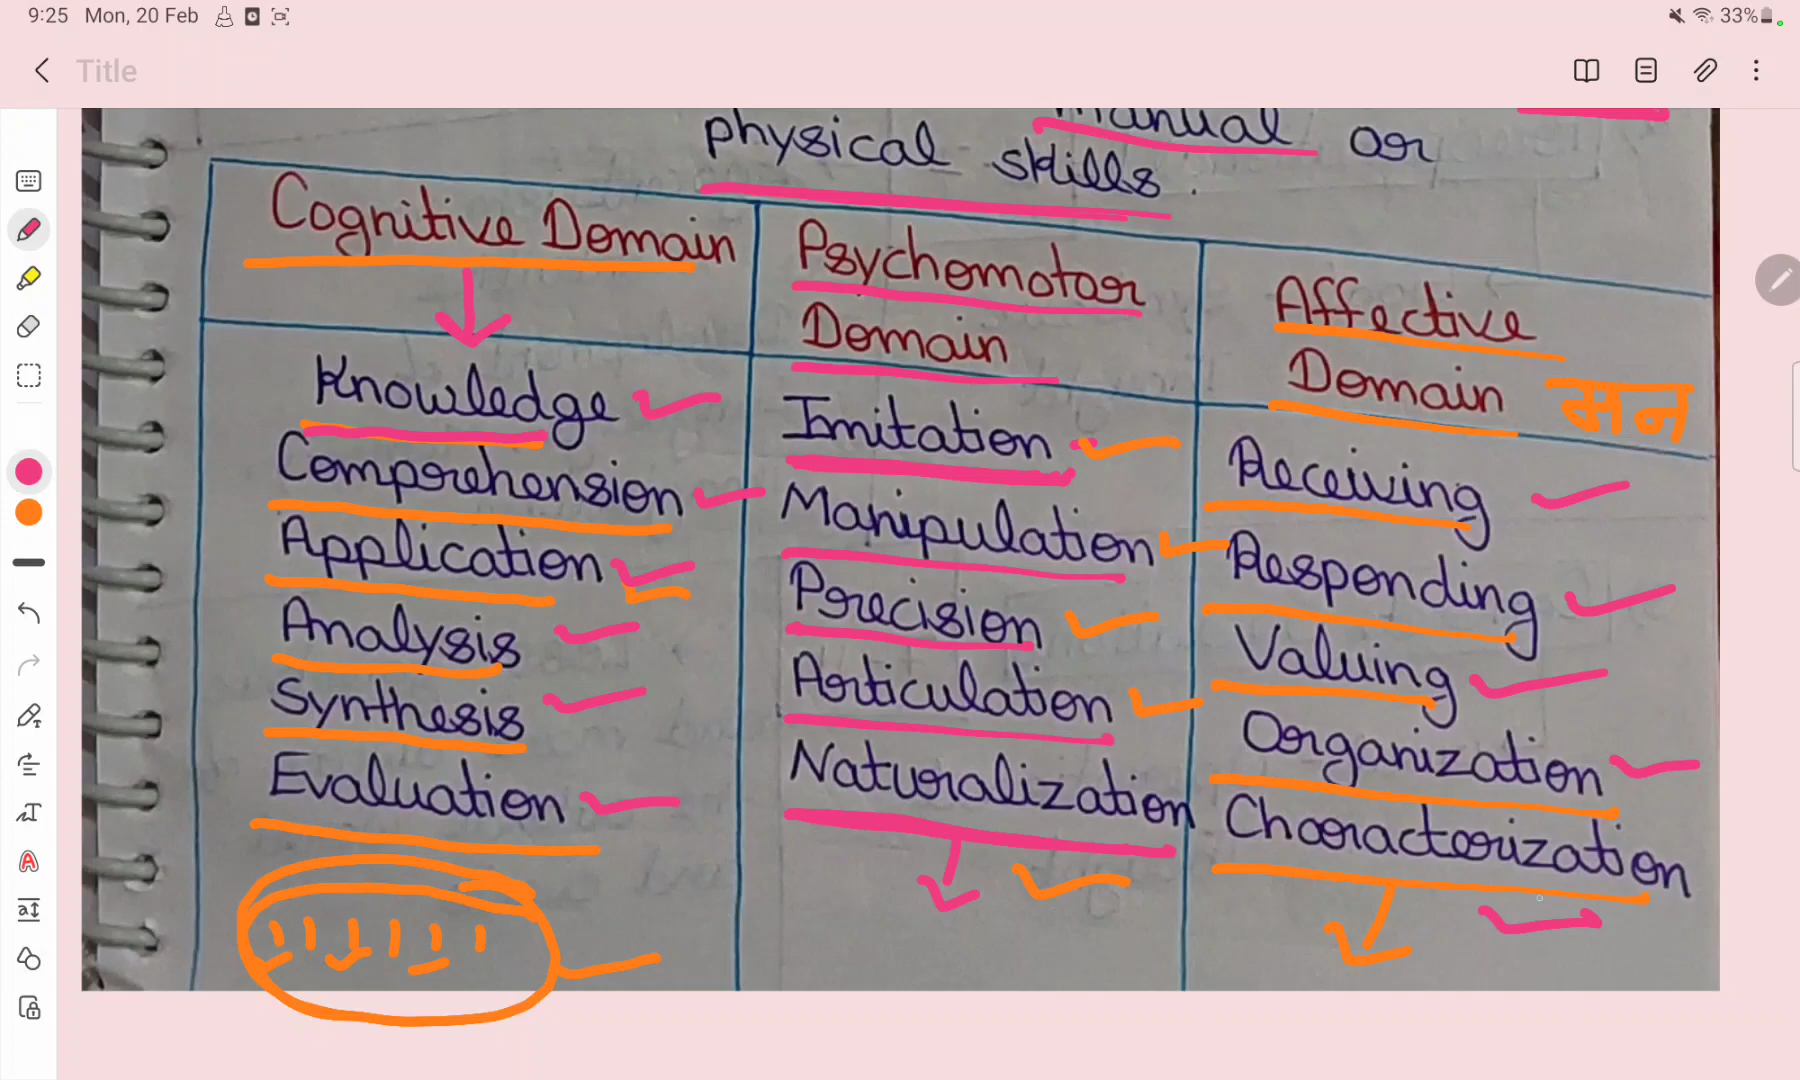 9:25 Mon, 20 Feb
33%
Title
manual or
physical skills.
Cognitive Domain
Knowledge
Comprehension
Application
Analysis
Synthesis
Evaluation
Psychomotor
Domain
Imitation
Manipulation
Precision
Articulation
Naturalization
Affective
Domain मन
Receiving
Responding
Valuing
Organization
Characterization